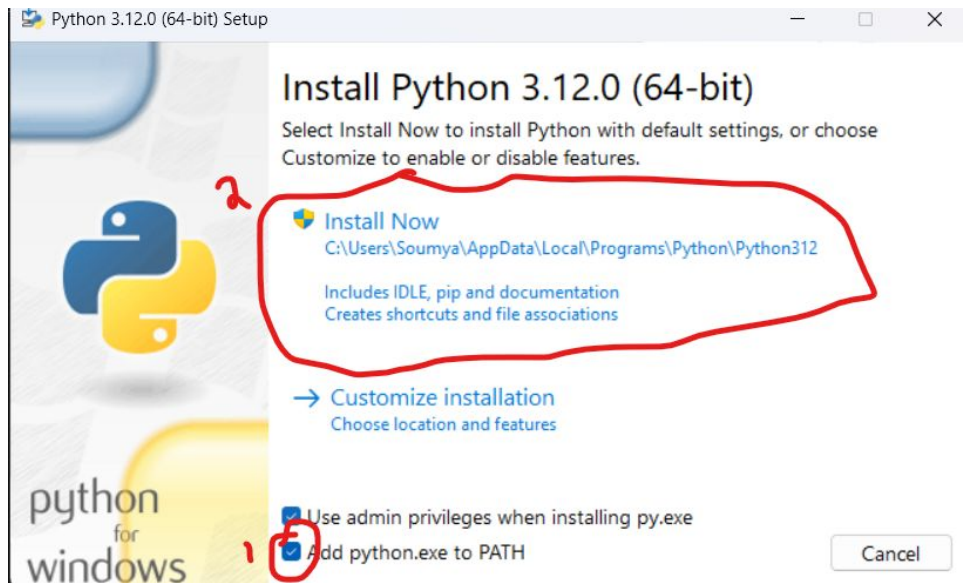 Python 3.12.0 (64-bit) Setup
Install Python 3.12.0 (64-bit)
Select Install Now to install Python with default settings, or choose
Customize to enable or disable features.
2
Install Now
C:\Users\Soumya\AppData\Local\Programs\Python\Python312
Includes IDLE, pip and documentation
Creates shortcuts and file associations
Customize installation
Choose location and features
Use admin privileges when installing py.exe
1
Add python.exe to PATH
Cancel
python
for
windows